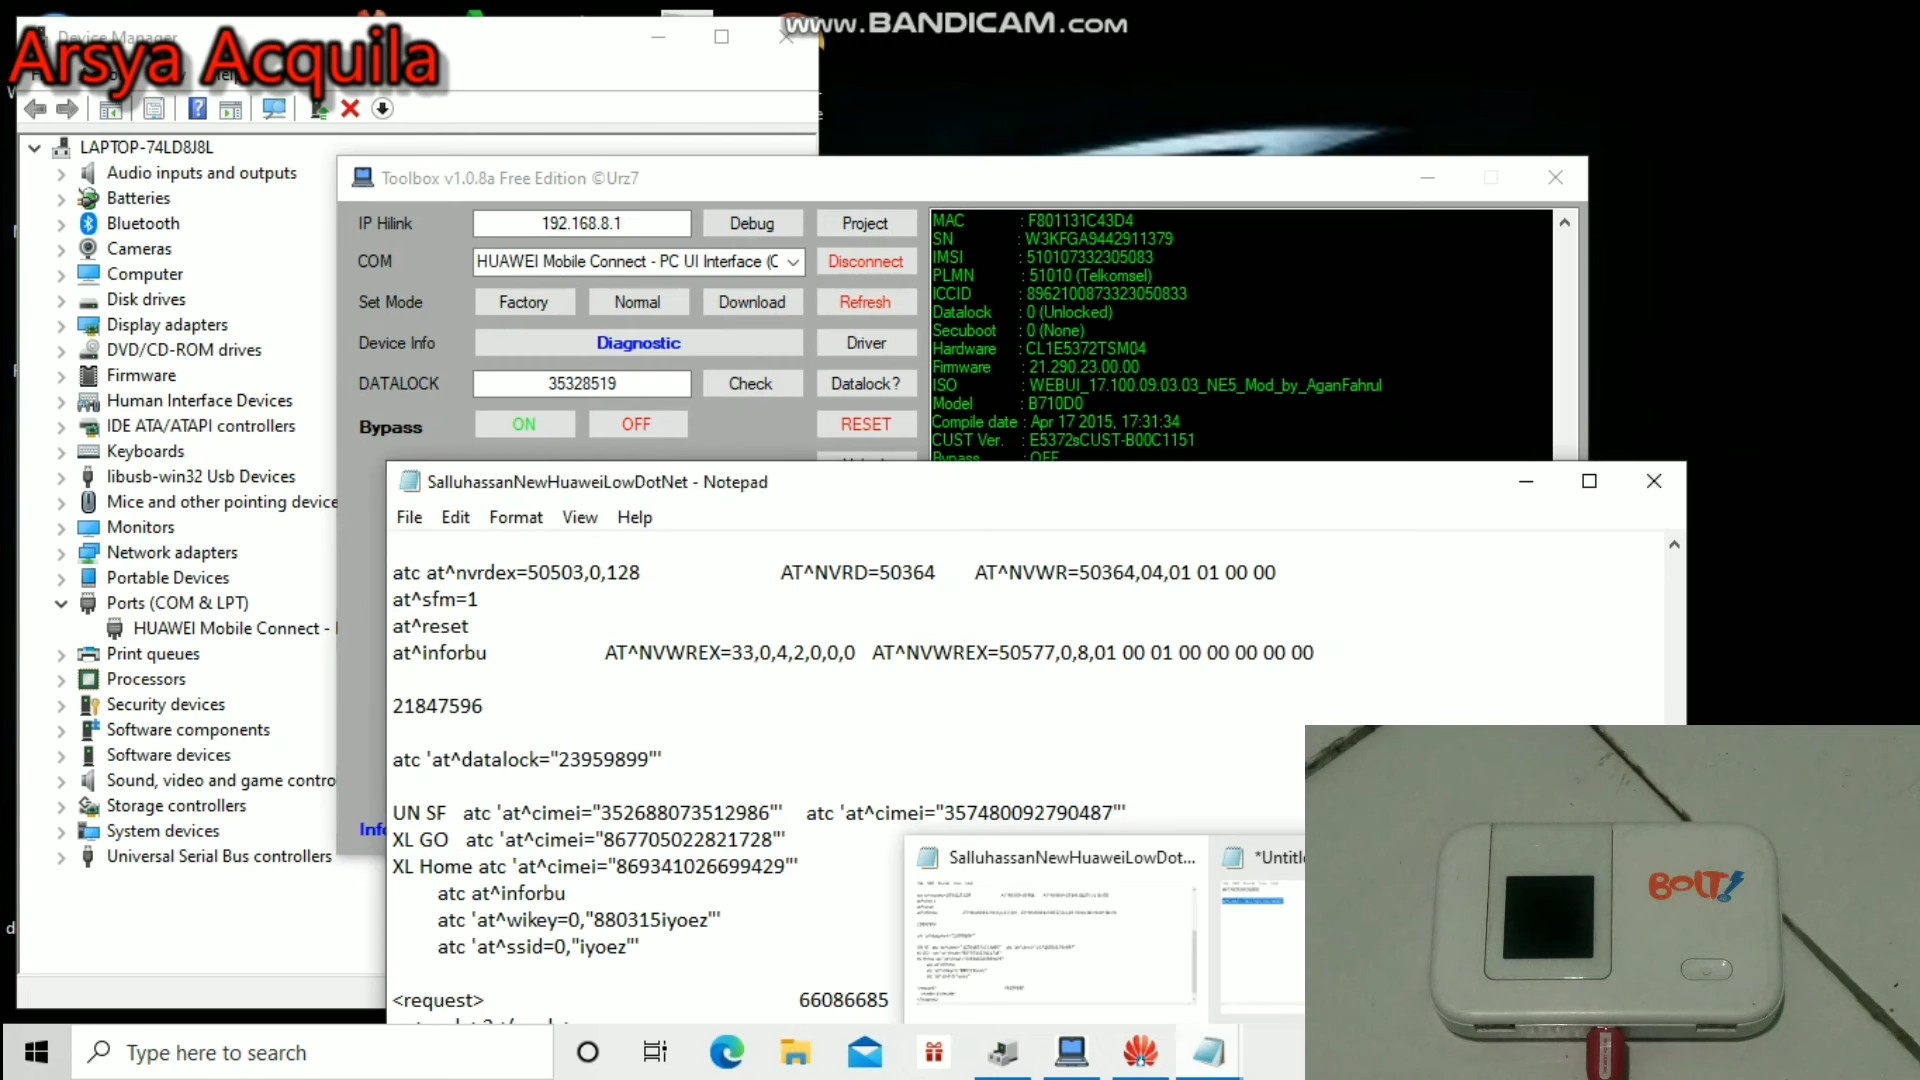 www.BANDICAM.COM
Device Manager
Arsya Acquila
LAPTOP-74LD8J8L
Audio inputs and outputs
Batteries
Bluetooth
Cameras
Computer
Disk drives
Display adapters
DVD/CD-ROM drives
Firmware
Human Interface Devices
IDE ATA/ATAPI controllers
Keyboards
libusb-win32 Usb Devices
Mice and other pointing device
Monitors
Network adapters
Portable Devices
Ports (COM & LPT)
HUAWEI Mobile Connect -
Print queues
Processors
Security devices
Software components
Software devices
Sound, video and game contro
Storage controllers
System devices
Universal Serial Bus controllers
Toolbox v1.0.8a Free Edition ©Urz7
IP Hilink 192.168.8.1 Debug Project
COM HUAWEI Mobile Connect - PC UI Interface (C Disconnect
Set Mode Factory Normal Download Refresh
Device Info Diagnostic Driver
DATALOCK 35328519 Check Datalock?
Bypass ON OFF RESET
Info
MAC : F801131C43D4
SN : W3KFGA9442911379
IMSI : 510107332305083
PLMN : 51010 (Telkomsel)
ICCID : 8962100873323050833
Datalock : 0 (Unlocked)
Secuboot : 0 (None)
Hardware : CL1E5372TSM04
Firmware : 21.290.23.00.00
ISO : WEBUI_17.100.09.03.03_NE5_Mod_by_AganFahrul
Model : B710D0
Compile date : Apr 17 2015, 17:31:34
CUST Ver. : E5372sCUST-B00C1151
Bypass : OFF
SalluhassanNewHuaweiLowDotNet - Notepad
File Edit Format View Help
atc at^nvrdex=50503,0,128 AT^NVRD=50364 AT^NVWR=50364,04,01 01 00 00
at^sfm=1
at^reset
at^inforbu AT^NVWREX=33,0,4,2,0,0,0 AT^NVWREX=50577,0,8,01 00 01 00 00 00 00 00
21847596
atc 'at^datalock="23959899"'
UN SF atc 'at^cimei="352688073512986"' atc 'at^cimei="357480092790487"'
XL GO atc 'at^cimei="867705022821728"'
XL Home atc 'at^cimei="869341026699429"'
atc at^inforbu
atc 'at^wikey=0,"880315iyoez"'
atc 'at^ssid=0,"iyoez"'
<request> 66086685
SalluhassanNewHuaweiLowDot...
*Untitle
BOLT!
Type here to search